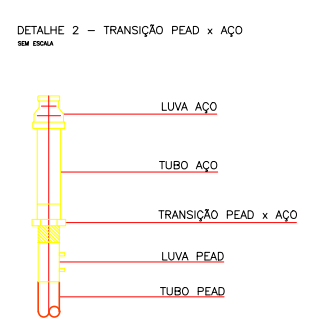 DETALHE 2 – TRANSIÇÃO PEAD x AÇO
SEM ESCALA
LUVA AÇO
TUBO AÇO
TRANSIÇÃO PEAD x AÇO
LUVA PEAD
TUBO PEAD